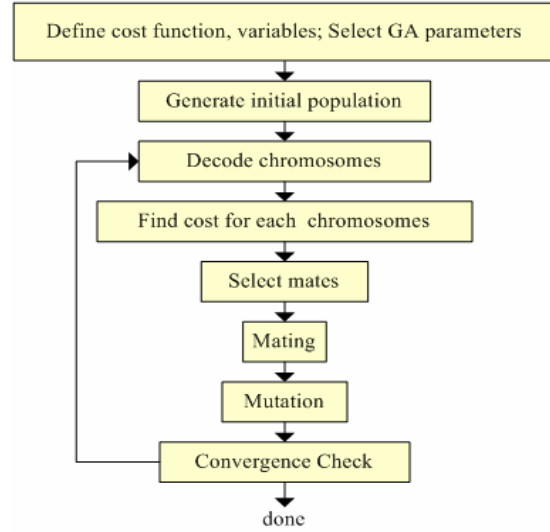 Define cost function, variables; Select GA parameters
Generate initial population
Decode chromosomes
Find cost for each chromosomes
Select mates
Mating
Mutation
Convergence Check
done